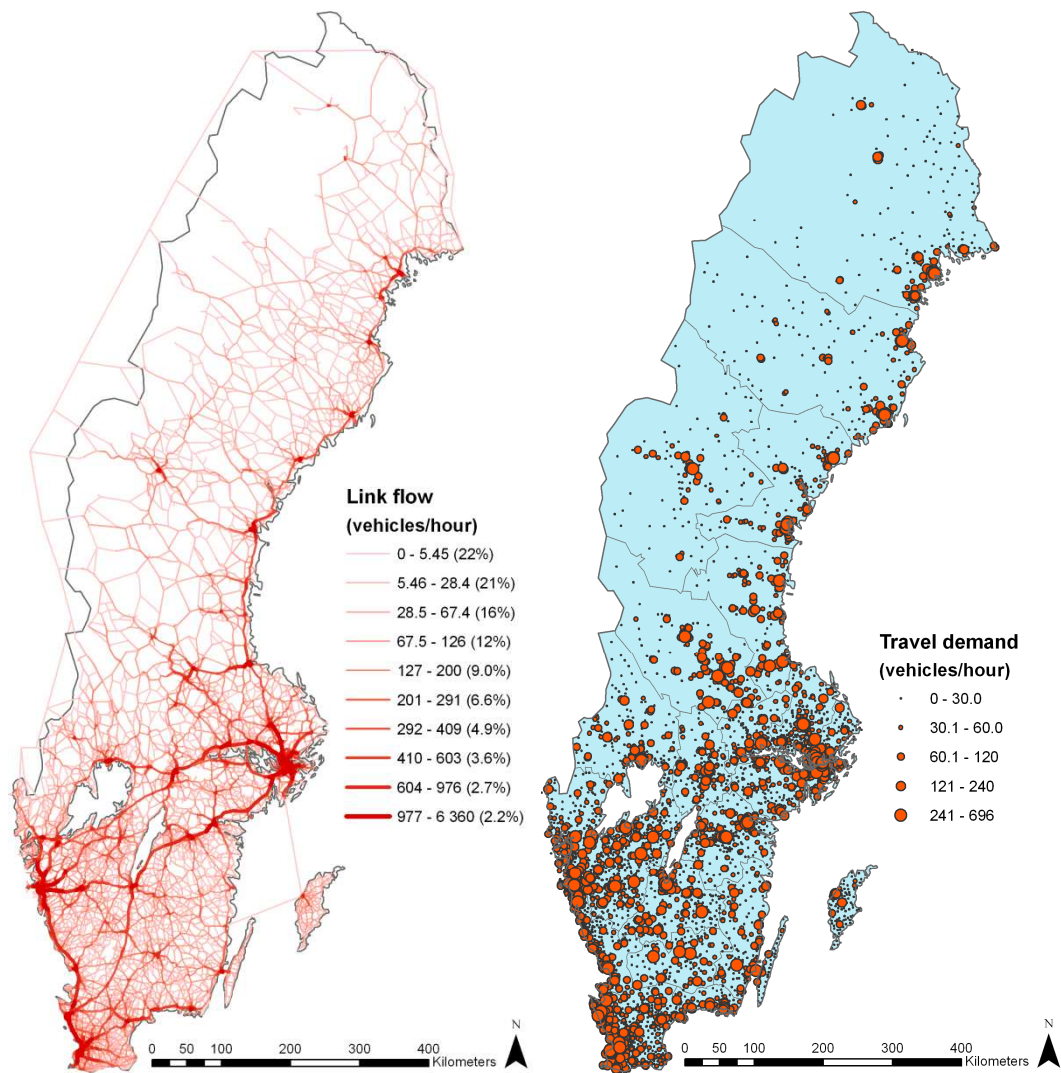 Link flow
(vehicles/hour)
0 - 5.45 (22%)
5.46 - 28.4 (21%)
28.5 - 67.4 (16%)
67.5 - 126 (12%)
127 - 200 (9.0%)
201 - 291 (6.6%)
292 - 409 (4.9%)
410 - 603 (3.6%)
604 - 976 (2.7%)
977 - 6 360 (2.2%)
N
0 50 100 200 300 400
Kilometers
Travel demand
(vehicles/hour)
0 - 30.0
30.1 - 60.0
60.1 - 120
121 - 240
241 - 696
N
0 50 100 200 300 400
Kilometers